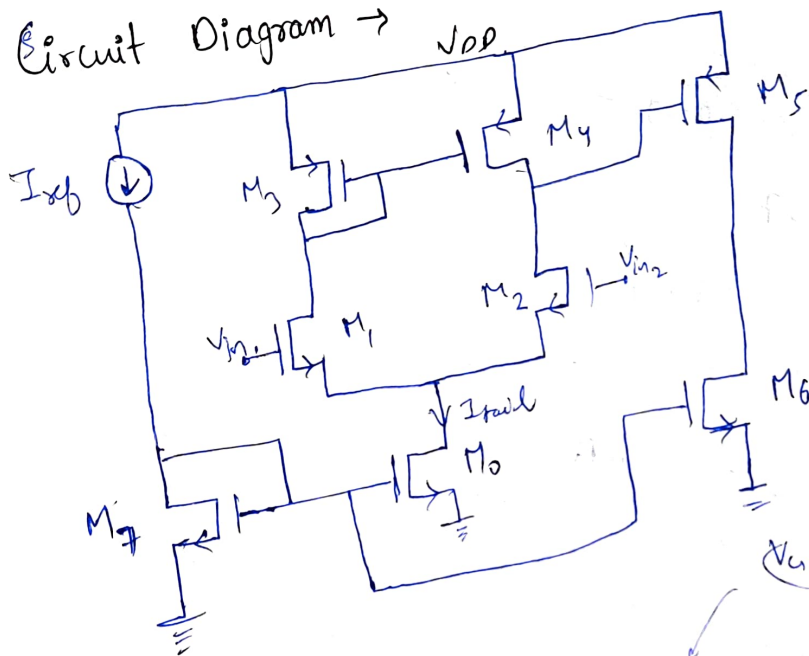 Circuit Diagram →
VDD
M5
M4
Iref
M3
Vin2
M2
Vin1
M1
M6
Itail
M0
M7